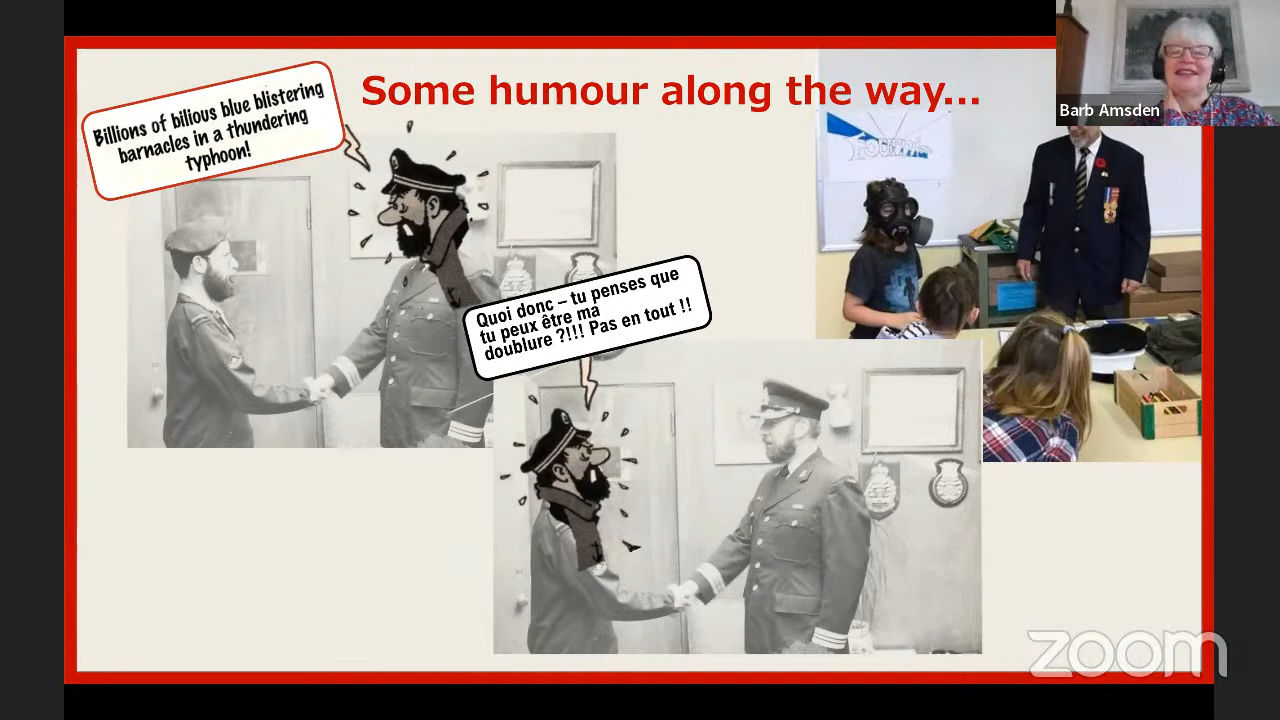 Some humour along the way...
Barb Amsden
Billions of bilious blue blistering
barnacles in a thundering
typhoon!
Quoi donc – tu penses que
tu peux être ma
doublure ?!!! Pas en tout !!
zoom